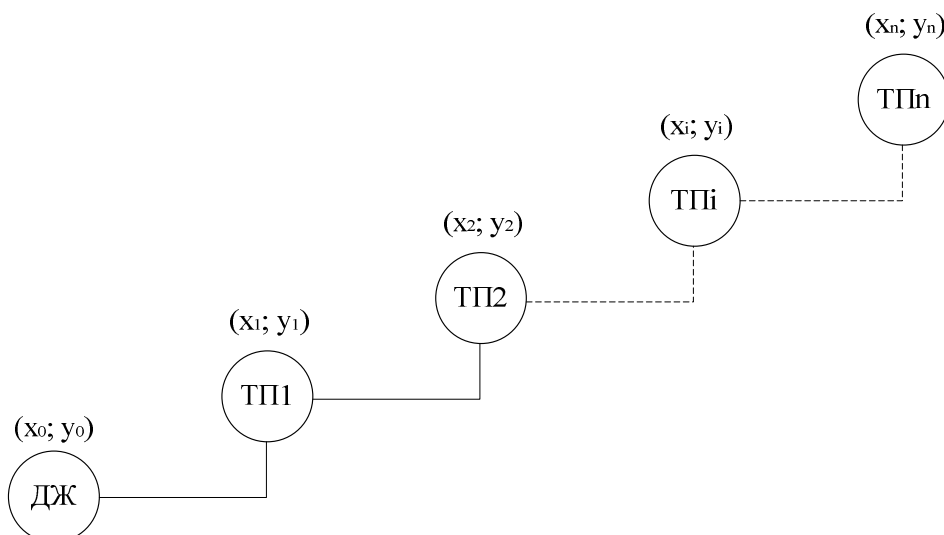 (xn; yn)
ТПn
(xi; yi)
ТПi
(x2; y2)
ТП2
(x1; y1)
ТП1
(x0; y0)
ДЖ